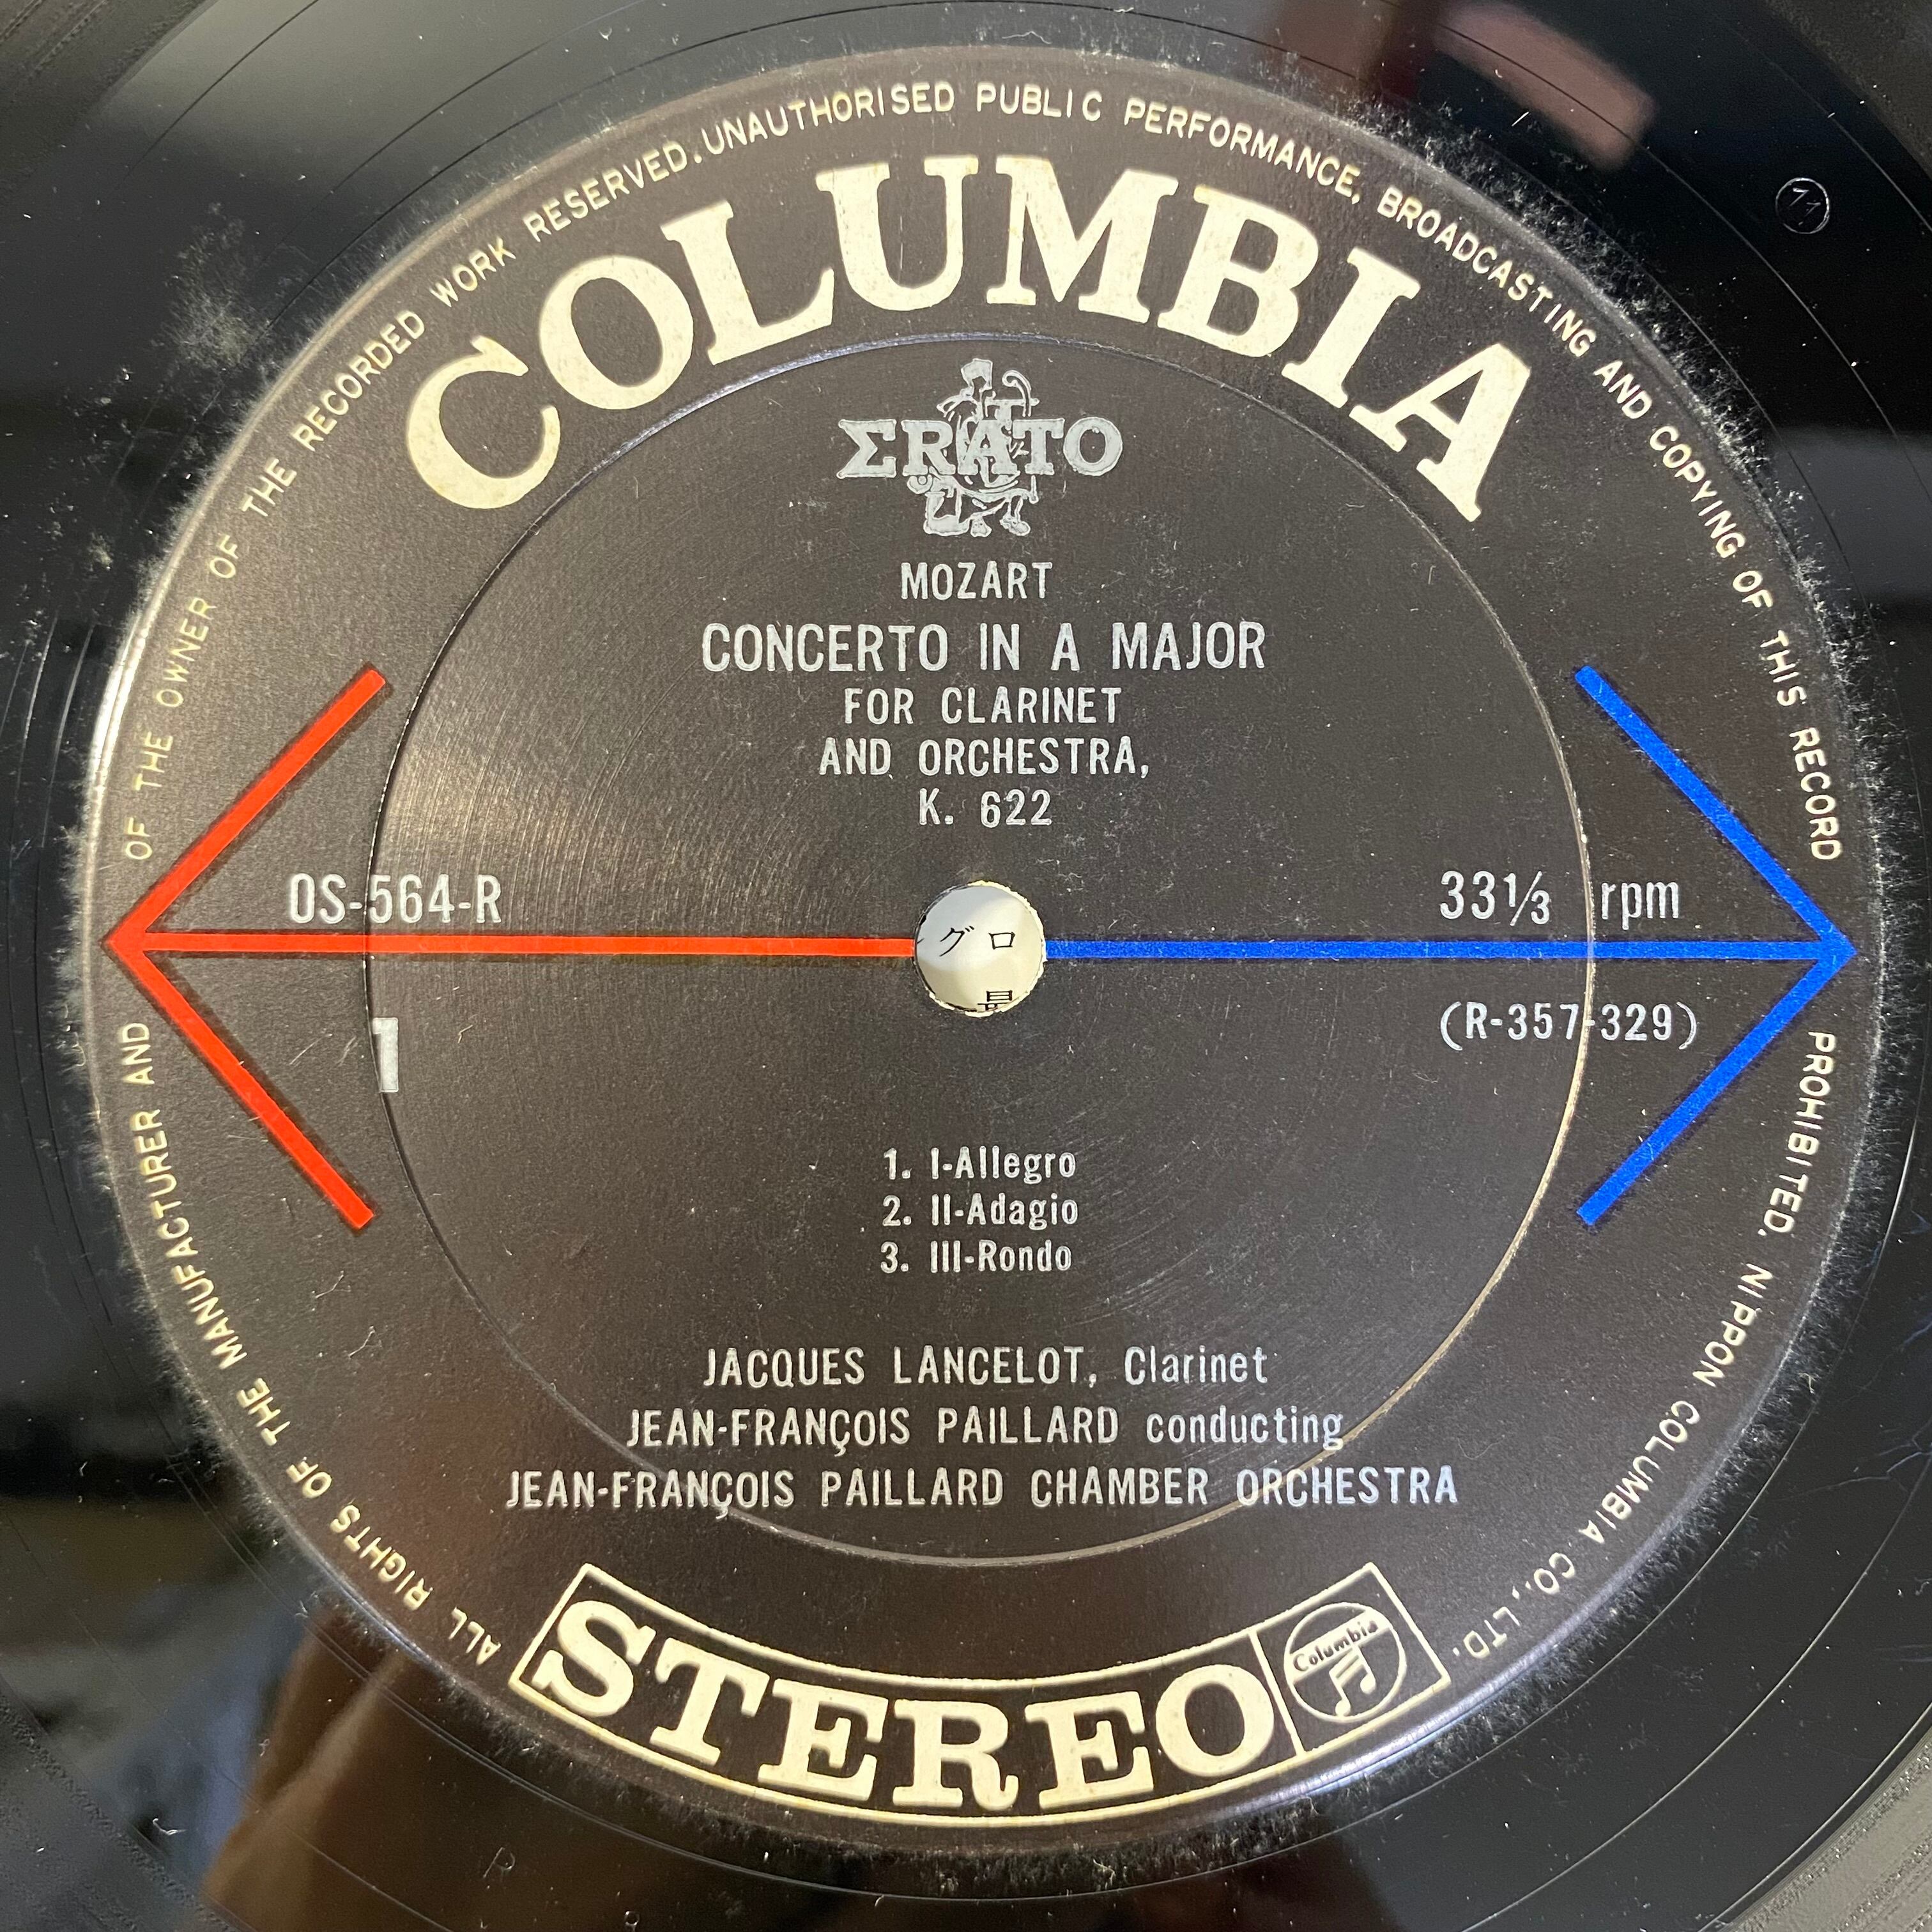 ALL RIGHTS OF THE MANUFACTURER AND OF THE OWNER OF THE RECORDED WORK RESERVED. UNAUTHORISED PUBLIC PERFORMANCE, BROADCASTING AND COPYING OF THIS RECORD PROHIBITED. NIPPON COLUMBIA CO., LTD.
COLUMBIA
ΣRATO
MOZART
CONCERTO IN A MAJOR
FOR CLARINET
AND ORCHESTRA,
K. 622
OS-564-R
33 1/3 rpm
グロ
1
(R-357-329)
1. I-Allegro
2. II-Adagio
3. III-Rondo
JACQUES LANCELOT, Clarinet
JEAN-FRANÇOIS PAILLARD conducting
JEAN-FRANÇOIS PAILLARD CHAMBER ORCHESTRA
STEREO
Columbia
11
R